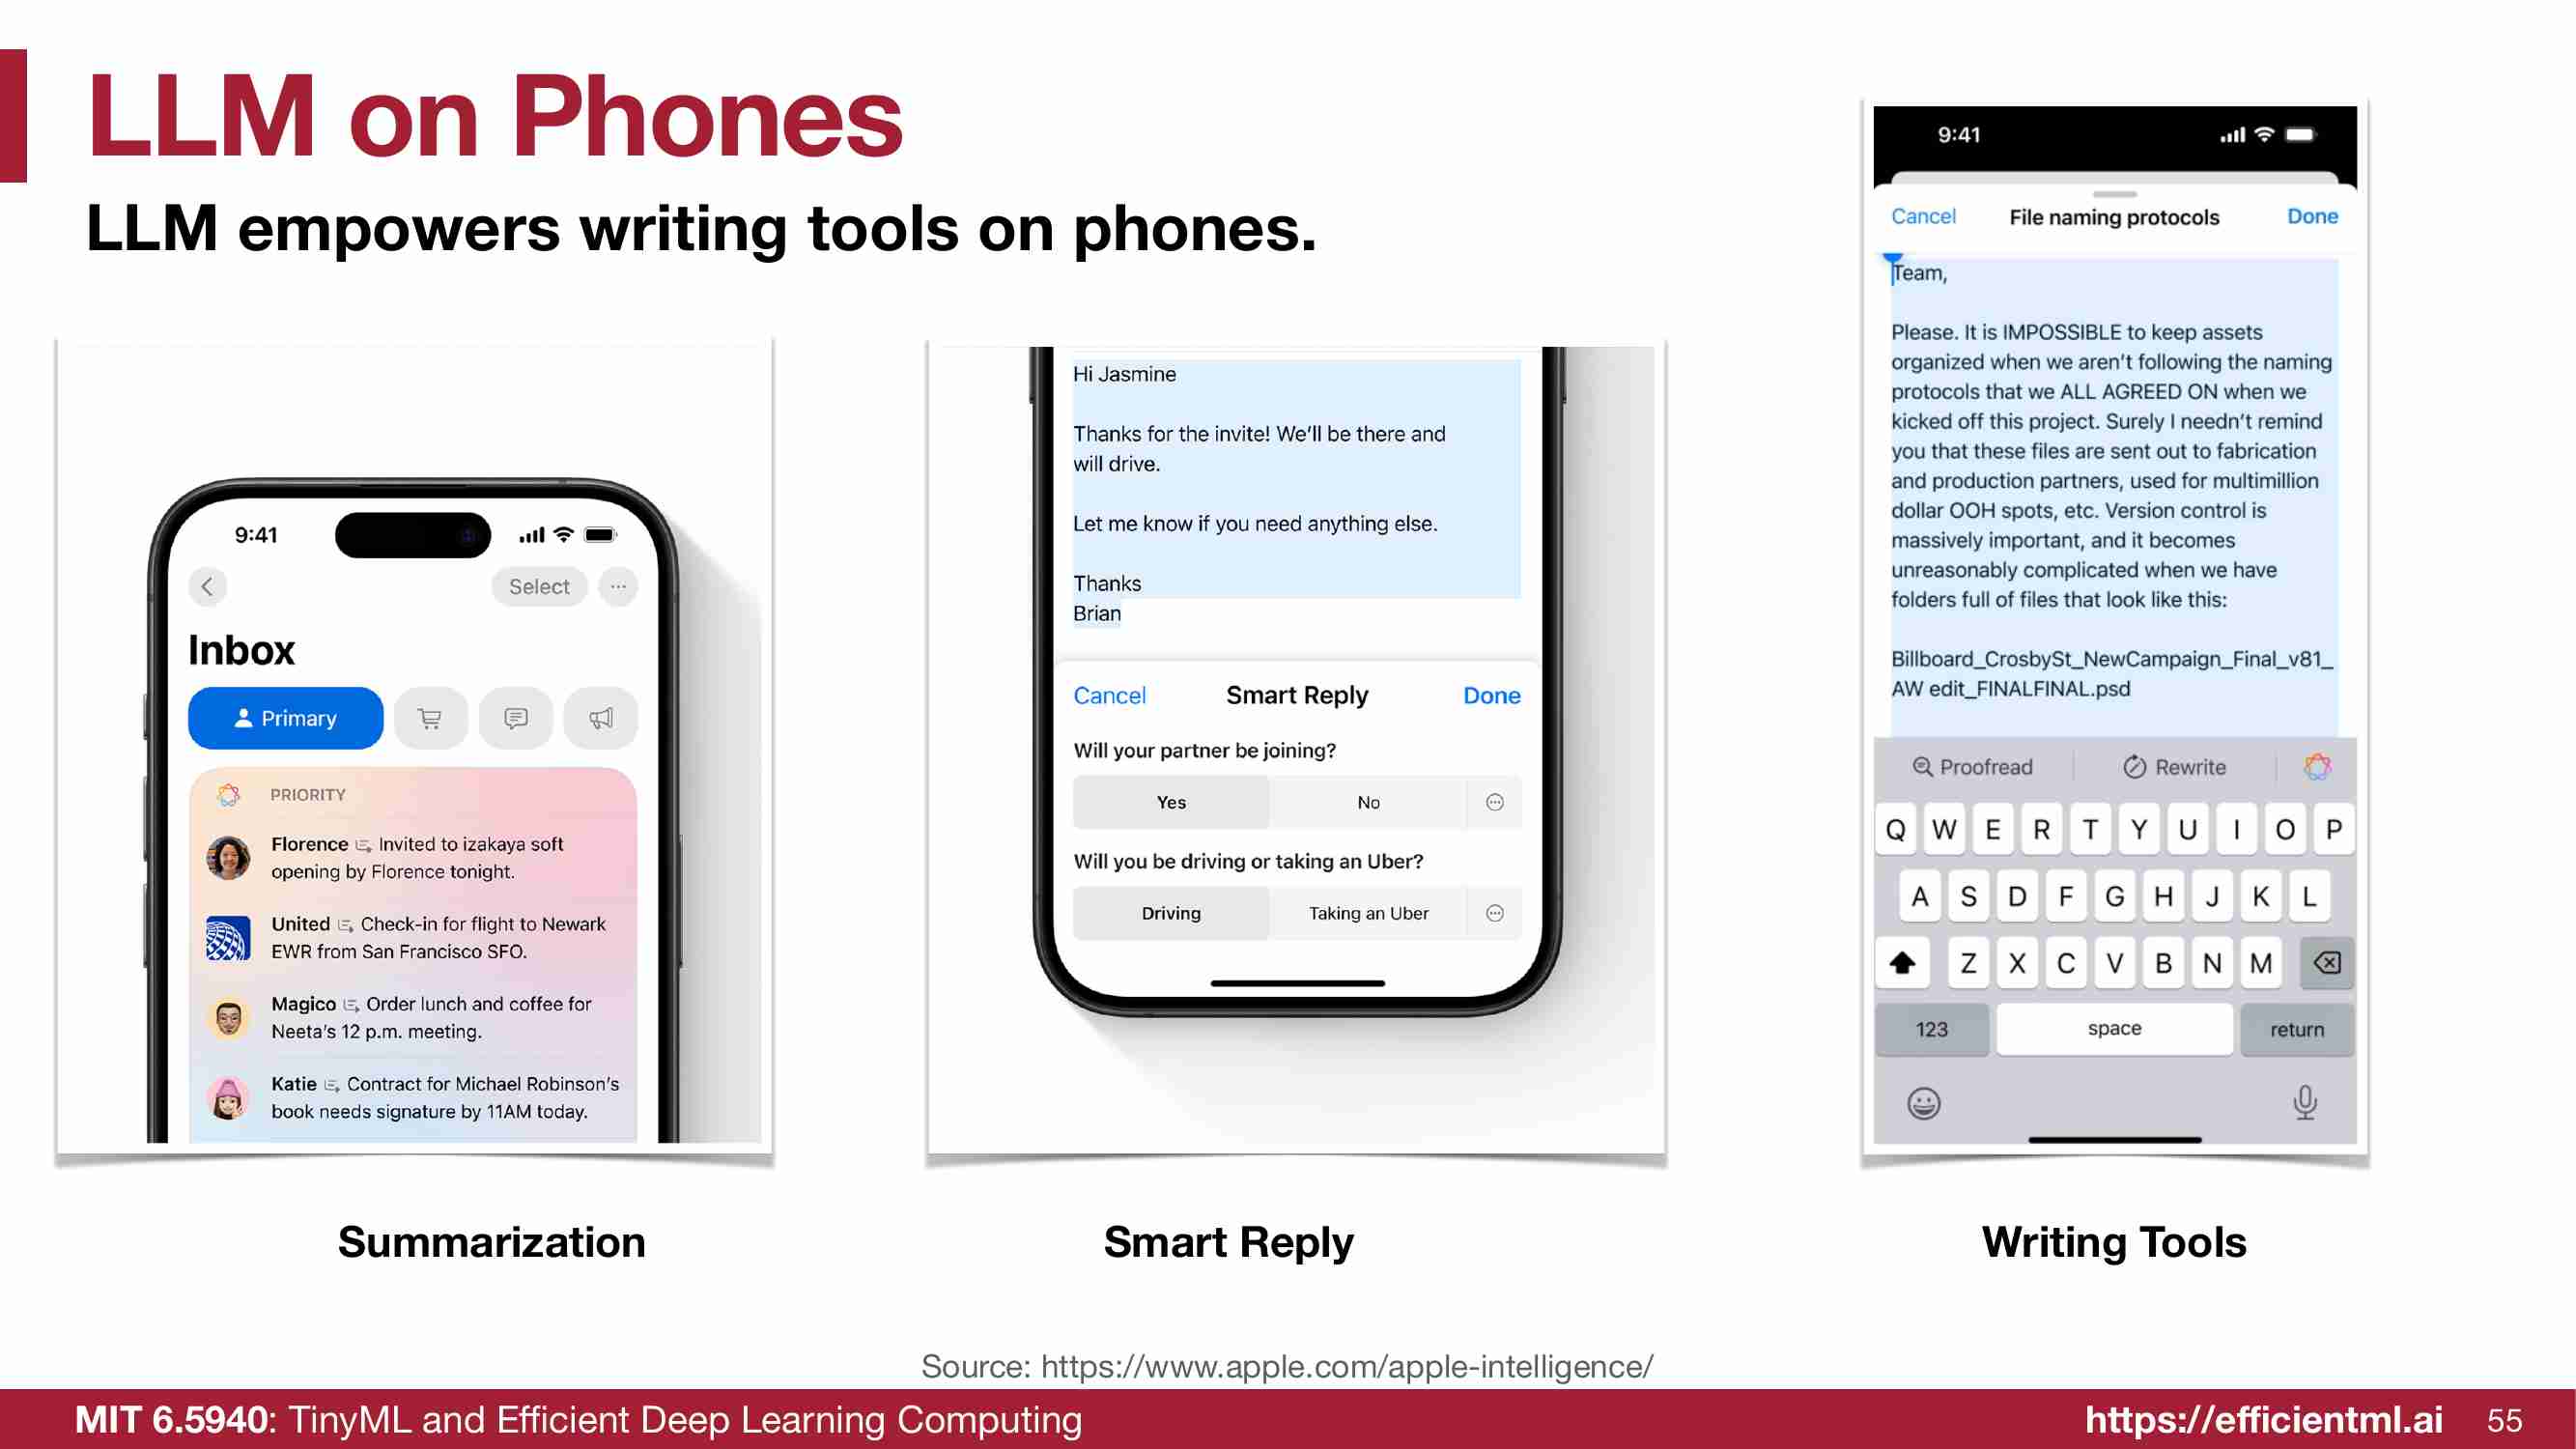 LLM on Phones
LLM empowers writing tools on phones.
9:41
Select
Inbox
Primary
PRIORITY
Florence Invited to izakaya soft
opening by Florence tonight.
United Check-in for flight to Newark
EWR from San Francisco SFO.
Magico Order lunch and coffee for
Neeta's 12 p.m. meeting.
Katie Contract for Michael Robinson's
book needs signature by 11AM today.
Summarization
Hi Jasmine
Thanks for the invite! We'll be there and
will drive.
Let me know if you need anything else.
Thanks
Brian
Cancel Smart Reply Done
Will your partner be joining?
Yes No
Will you be driving or taking an Uber?
Driving Taking an Uber
Smart Reply
9:41
Cancel File naming protocols Done
Team,
Please. It is IMPOSSIBLE to keep assets
organized when we aren't following the naming
protocols that we ALL AGREED ON when we
kicked off this project. Surely I needn't remind
you that these files are sent out to fabrication
and production partners, used for multimillion
dollar OOH spots, etc. Version control is
massively important, and it becomes
unreasonably complicated when we have
folders full of files that look like this:
Billboard_CrosbySt_NewCampaign_Final_v81_
AW edit_FINALFINAL.psd
Proofread Rewrite
Q W E R T Y U I O P
A S D F G H J K L
Z X C V B N M
123 space return
Writing Tools
Source: https://www.apple.com/apple-intelligence/
MIT 6.5940: TinyML and Efficient Deep Learning Computing
https://efficientml.ai 55